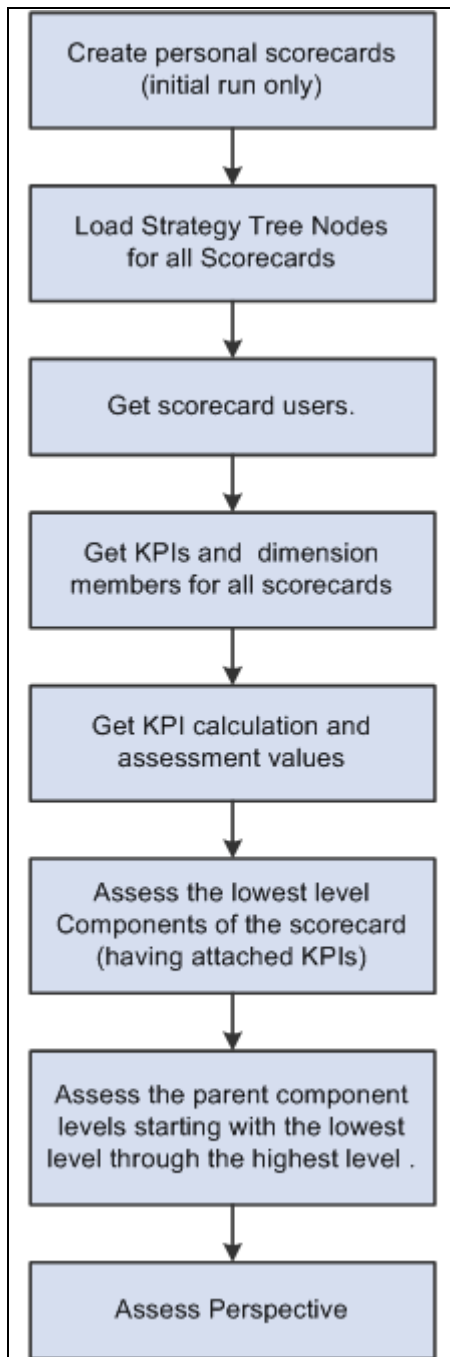 Create personal scorecards
(initial run only)
Load Strategy Tree Nodes
for all Scorecards
Get scorecard users.
Get KPIs and dimension
members for all scorecards
Get KPI calculation and
assessment values
Assess the lowest level
Components of the scorecard
(having attached KPIs)
Assess the parent component
levels starting with the lowest
level through the highest level .
Assess Perspective